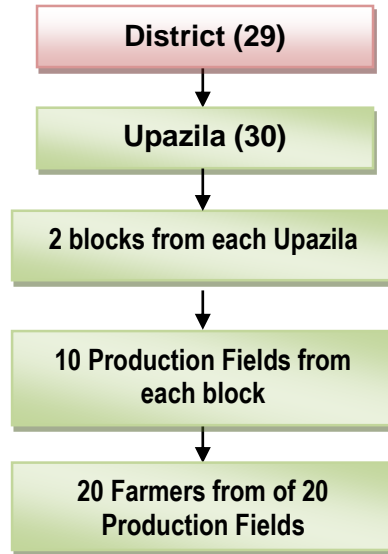 District (29)
Upazila (30)
2 blocks from each Upazila
10 Production Fields from
each block
20 Farmers from of 20
Production Fields